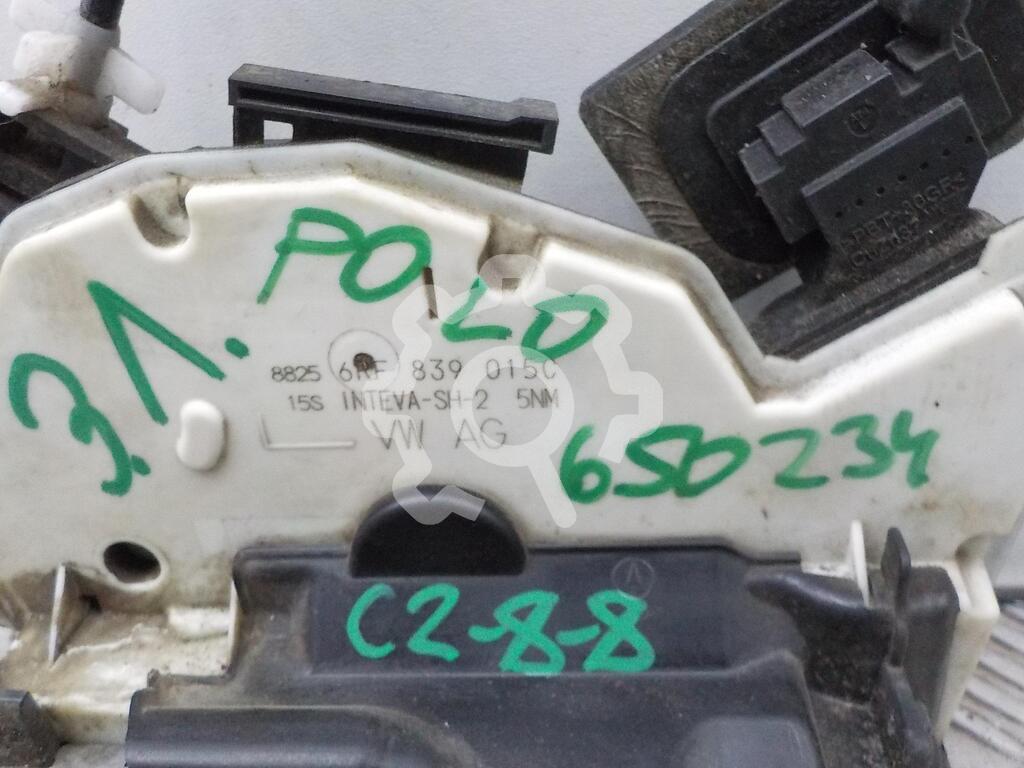 З.Л. POLO
8825 6RF 839 015C
15S INTEVA-SH-2 5NM
VW AG
650234
C2-8-8